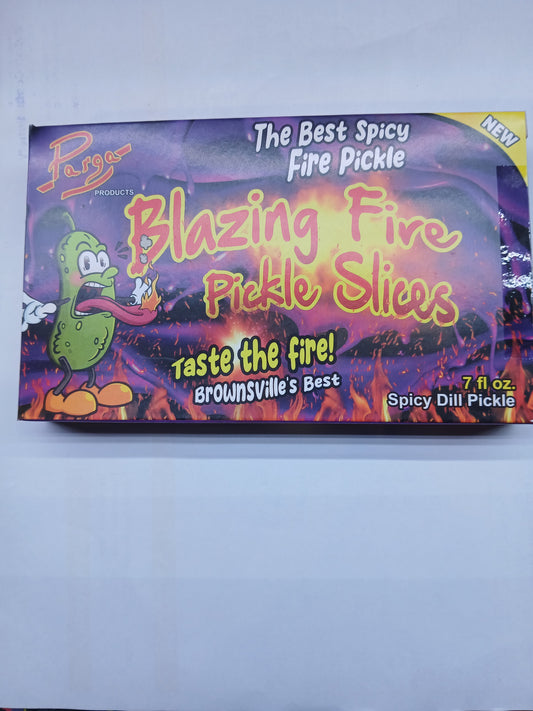 Parga
PRODUCTS
The Best Spicy
Fire Pickle
NEW
Blazing Fire
Pickle Slices
Taste the fire!
Brownsville's Best
7 fl oz.
Spicy Dill Pickle